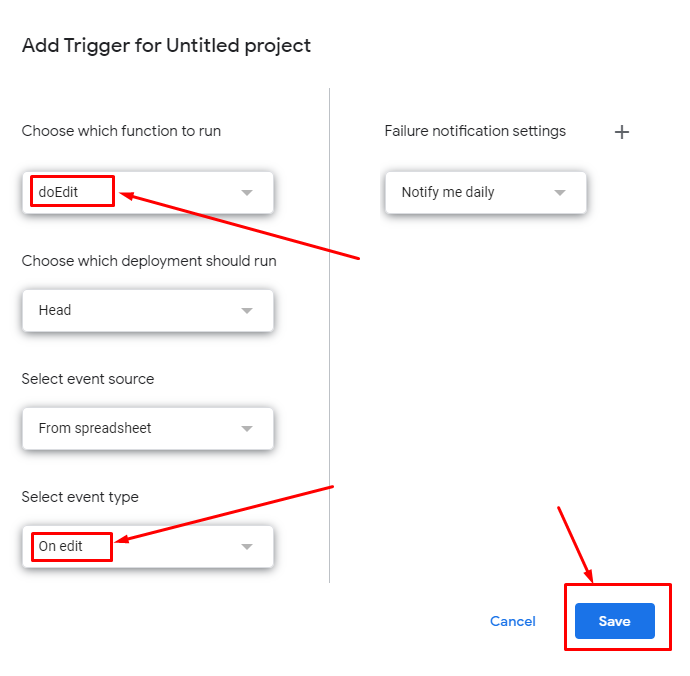 Add Trigger for Untitled project
Choose which function to run
doEdit
Choose which deployment should run
Head
Select event source
From spreadsheet
Select event type
On edit
Failure notification settings +
Notify me daily
Cancel
Save